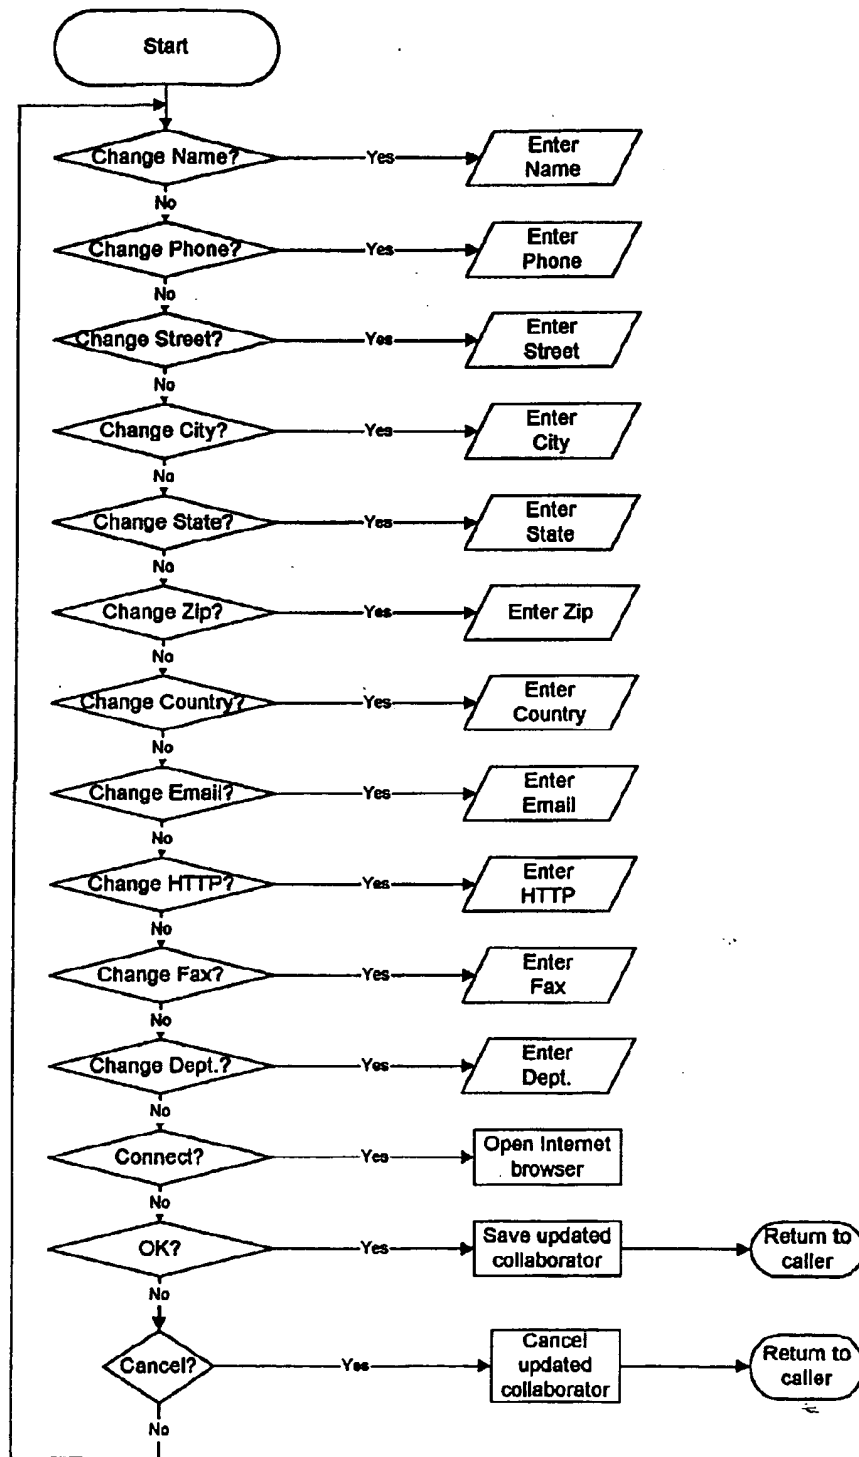 Start
Change Name?
Yes
Enter
Name
No
Change Phone?
Yes
Enter
Phone
No
Change Street?
Yes
Enter
Street
No
Change City?
Yes
Enter
City
No
Change State?
Yes
Enter
State
No
Change Zip?
Yes
Enter Zip
No
Change Country?
Yes
Enter
Country
No
Change Email?
Yes
Enter
Email
No
Change HTTP?
Yes
Enter
HTTP
No
Change Fax?
Yes
Enter
Fax
No
Change Dept.?
Yes
Enter
Dept.
No
Connect?
Yes
Open Internet
browser
No
OK?
Yes
Save updated
collaborator
Return to
caller
No
Cancel?
Yes
Cancel
updated
collaborator
Return to
caller
No